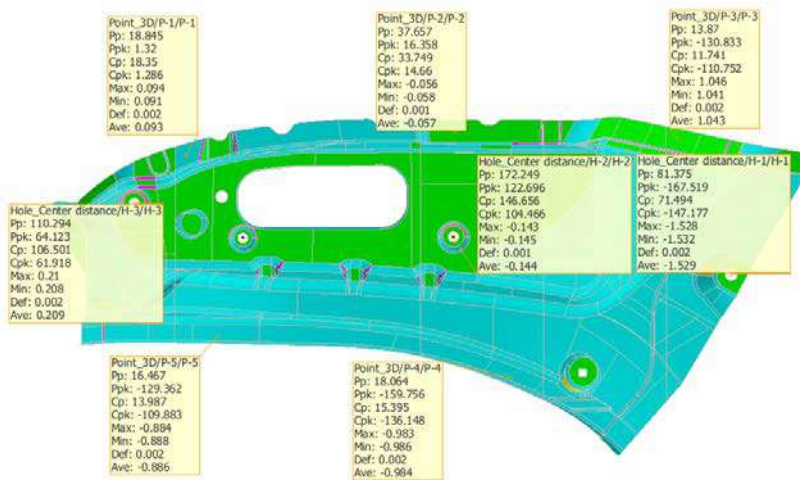 Point_3D/P-1/P-1
Pp: 18.845
Ppk: 1.32
Cp: 18.35
Cpk: 1.286
Max: 0.094
Min: 0.091
Def: 0.002
Ave: 0.093
Point_3D/P-2/P-2
Pp: 37.657
Ppk: 16.358
Cp: 33.749
Cpk: 14.66
Max: -0.056
Min: -0.058
Def: 0.001
Ave: -0.057
Point_3D/P-3/P-3
Pp: 13.87
Ppk: -130.833
Cp: 11.741
Cpk: -110.752
Max: 1.046
Min: 1.041
Def: 0.002
Ave: 1.043
Hole_Center distance/H-3/H-3
Pp: 110.294
Ppk: 64.123
Cp: 106.501
Cpk: 61.918
Max: 0.21
Min: 0.208
Def: 0.002
Ave: 0.209
Hole_Center distance/H-2/H-2
Pp: 172.249
Ppk: 122.696
Cp: 146.656
Cpk: 104.466
Max: -0.143
Min: -0.145
Def: 0.001
Ave: -0.144
Hole_Center distance/H-1/H-1
Pp: 81.375
Ppk: -167.519
Cp: 71.494
Cpk: -147.177
Max: -1.528
Min: -1.532
Def: 0.002
Ave: -1.529
Point_3D/P-5/P-5
Pp: 16.467
Ppk: -129.362
Cp: 13.987
Cpk: -109.883
Max: -0.884
Min: -0.888
Def: 0.002
Ave: -0.886
Point_3D/P-4/P-4
Pp: 18.064
Ppk: -159.756
Cp: 15.395
Cpk: -136.148
Max: -0.983
Min: -0.986
Def: 0.002
Ave: -0.984